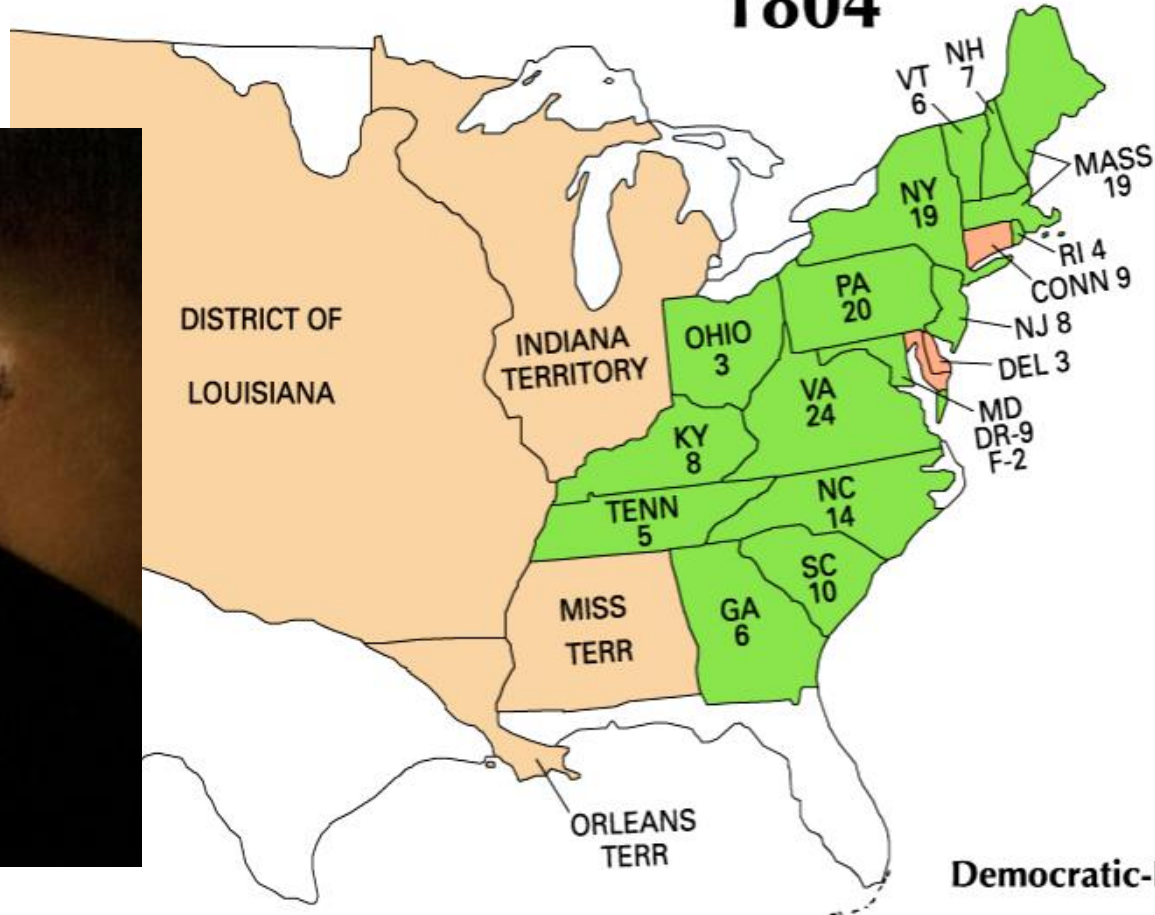 1804
NH
7
VT
6
MASS
19
NY
19
RI 4
CONN 9
PA
20
NJ 8
DEL 3
DISTRICT OF
LOUISIANA
INDIANA
TERRITORY
OHIO
3
VA
24
MD
DR-9
F-2
KY
8
NC
14
TENN
5
SC
10
MISS
TERR
GA
6
ORLEANS
TERR
Democratic-